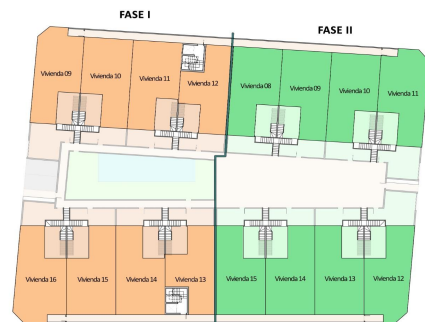 FASE I
FASE II
Vivienda 09
Vivienda 10
Vivienda 11
Vivienda 12
Vivienda 08
Vivienda 09
Vivienda 10
Vivienda 11
Vivienda 16
Vivienda 15
Vivienda 14
Vivienda 13
Vivienda 15
Vivienda 14
Vivienda 13
Vivienda 12